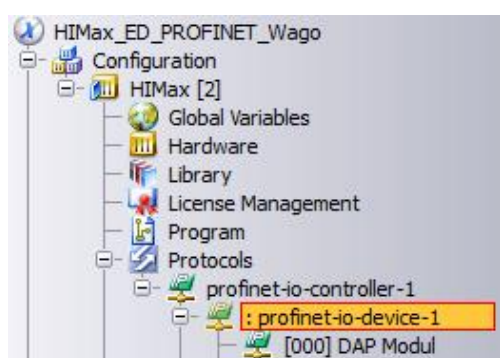 HIMax_ED_PROFINET_Wago
Configuration
HIMax [2]
Global Variables
Hardware
Library
License Management
Program
Protocols
profinet-io-controller-1
: profinet-io-device-1
[000] DAP Modul